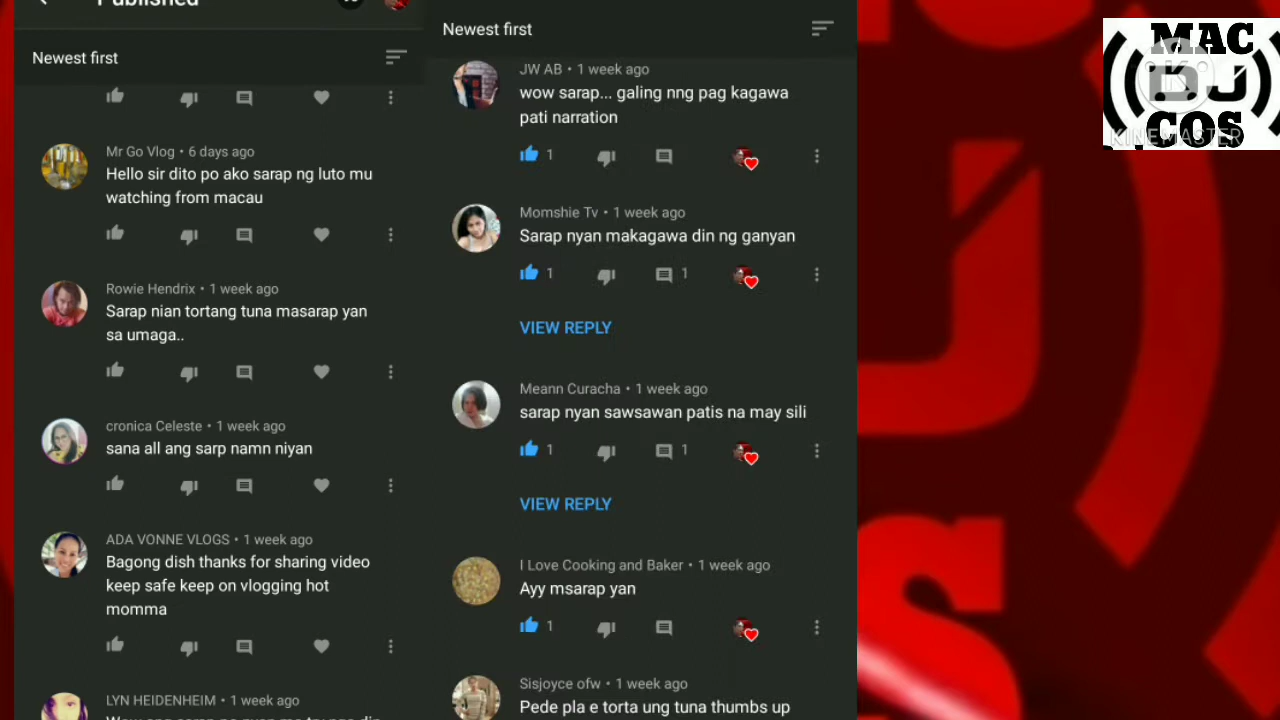 Published
Newest first
Mr Go Vlog • 6 days ago
Hello sir dito po ako sarap ng luto mu
watching from macau
Rowie Hendrix • 1 week ago
Sarap nian tortang tuna masarap yan
sa umaga..
cronica Celeste • 1 week ago
sana all ang sarp namn niyan
ADA VONNE VLOGS • 1 week ago
Bagong dish thanks for sharing video
keep safe keep on vlogging hot
momma
LYN HEIDENHEIM • 1 week ago
Newest first
JW AB • 1 week ago
wow sarap... galing nng pag kagawa
pati narration
1
Momshie Tv • 1 week ago
Sarap nyan makagawa din ng ganyan
1 1
VIEW REPLY
Meann Curacha • 1 week ago
sarap nyan sawsawan patis na may sili
1 1
VIEW REPLY
I Love Cooking and Baker • 1 week ago
Ayy msarap yan
1
Sisjoyce ofw • 1 week ago
Pede pla e torta ung tuna thumbs up
MAC
BJ
COS
KINEMASTER